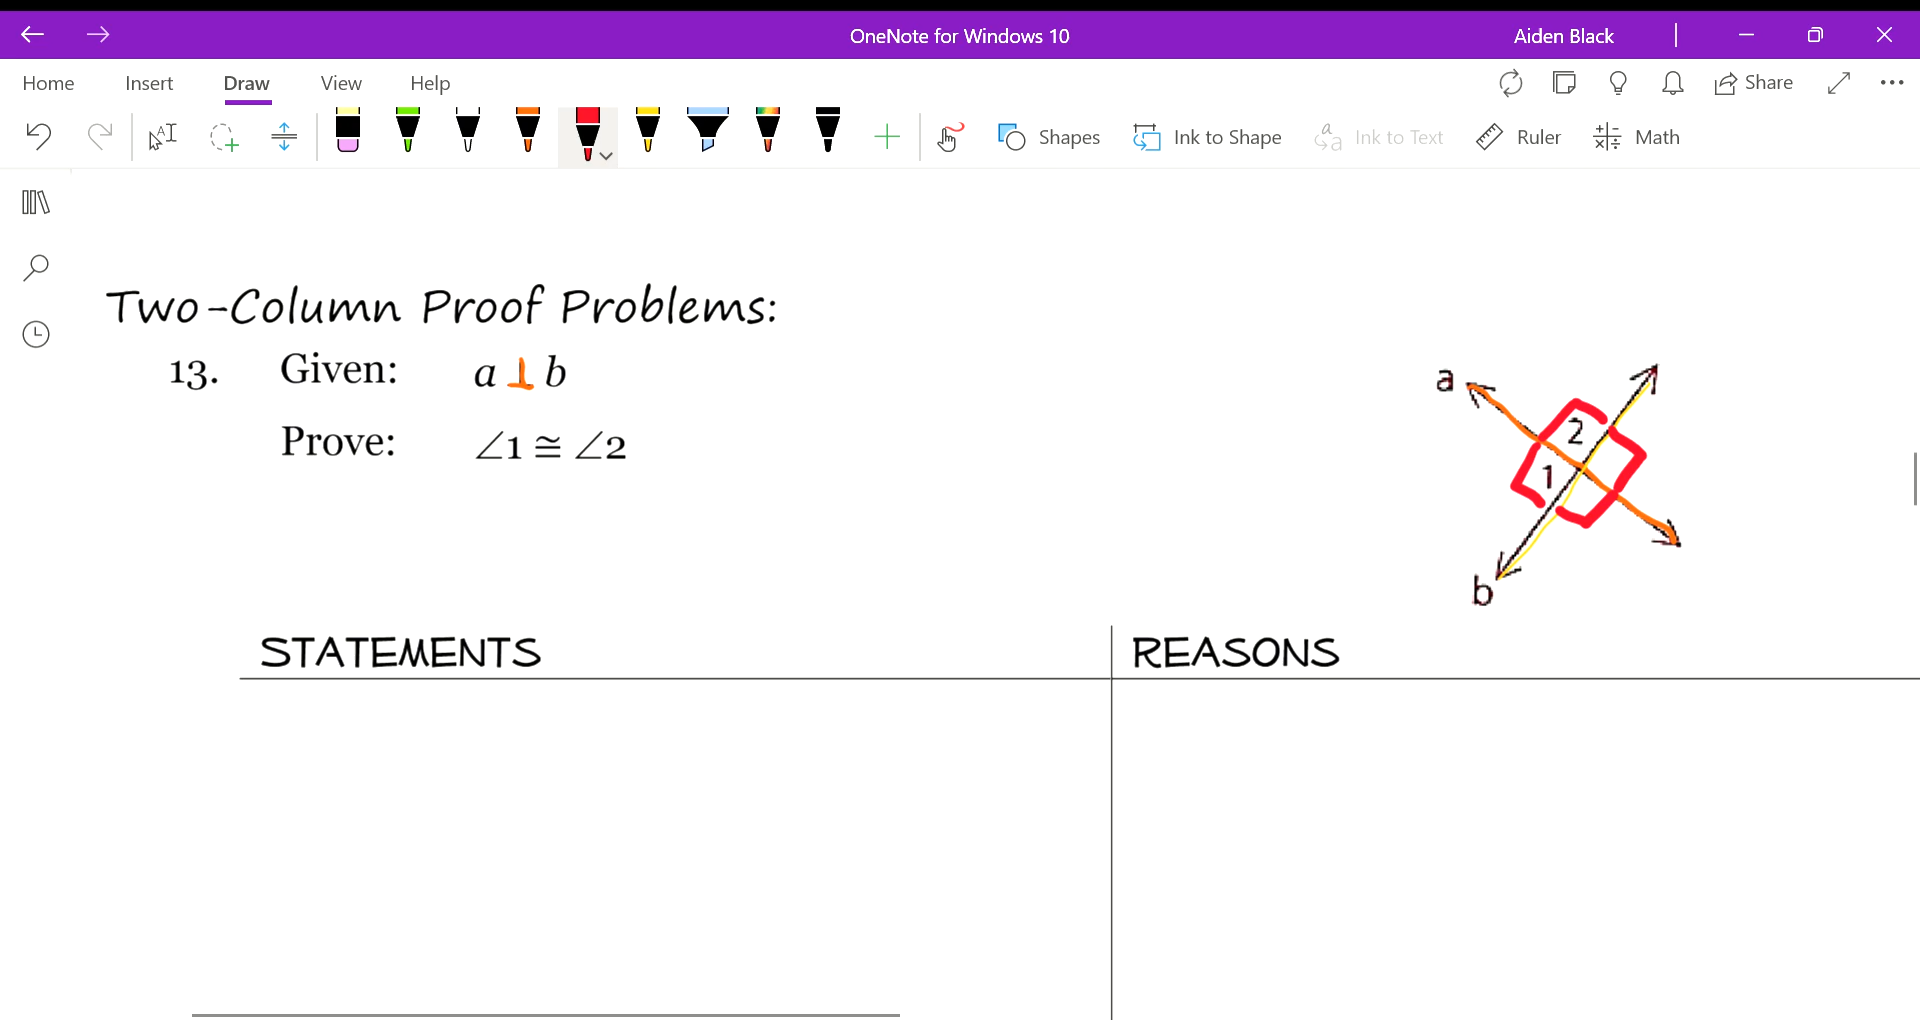 OneNote for Windows 10 Aiden Black
Home Insert Draw View Help Share
Shapes Ink to Shape Ink to Text Ruler Math
Two-Column Proof Problems:
13. Given: a ⊥ b
Prove: ∠1 ≅ ∠2
a
2
1
b
STATEMENTS REASONS